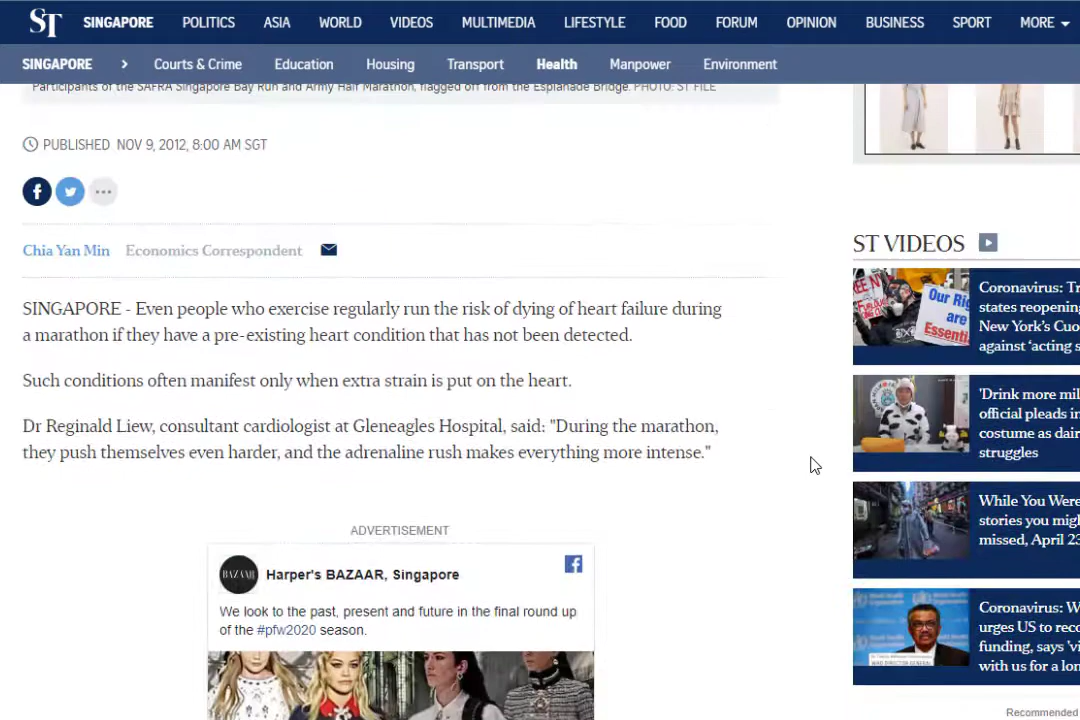 ST SINGAPORE POLITICS ASIA WORLD VIDEOS MULTIMEDIA LIFESTYLE FOOD FORUM OPINION BUSINESS SPORT MORE
SINGAPORE Courts & Crime Education Housing Transport Health Manpower Environment
Participants of the SAFRA Singapore Bay Run and Army Half Marathon, flagged off from the Esplanade Bridge. PHOTO: ST FILE
PUBLISHED NOV 9, 2012, 8:00 AM SGT
Chia Yan Min Economics Correspondent
SINGAPORE - Even people who exercise regularly run the risk of dying of heart failure during
a marathon if they have a pre-existing heart condition that has not been detected.
Such conditions often manifest only when extra strain is put on the heart.
Dr Reginald Liew, consultant cardiologist at Gleneagles Hospital, said: "During the marathon,
they push themselves even harder, and the adrenaline rush makes everything more intense."
ADVERTISEMENT
BAZAAR
Harper's BAZAAR, Singapore
We look to the past, present and future in the final round up
of the #pfw2020 season.
ST VIDEOS
Our Rig
are
Essenti
Coronavirus: Tr
states reopening
New York's Cuo
against 'acting s
'Drink more mil
official pleads in
costume as dair
struggles
While You Were
stories you migh
missed, April 23
Coronavirus: W
urges US to reco
funding, says 'vi
with us for a lon
Recommended